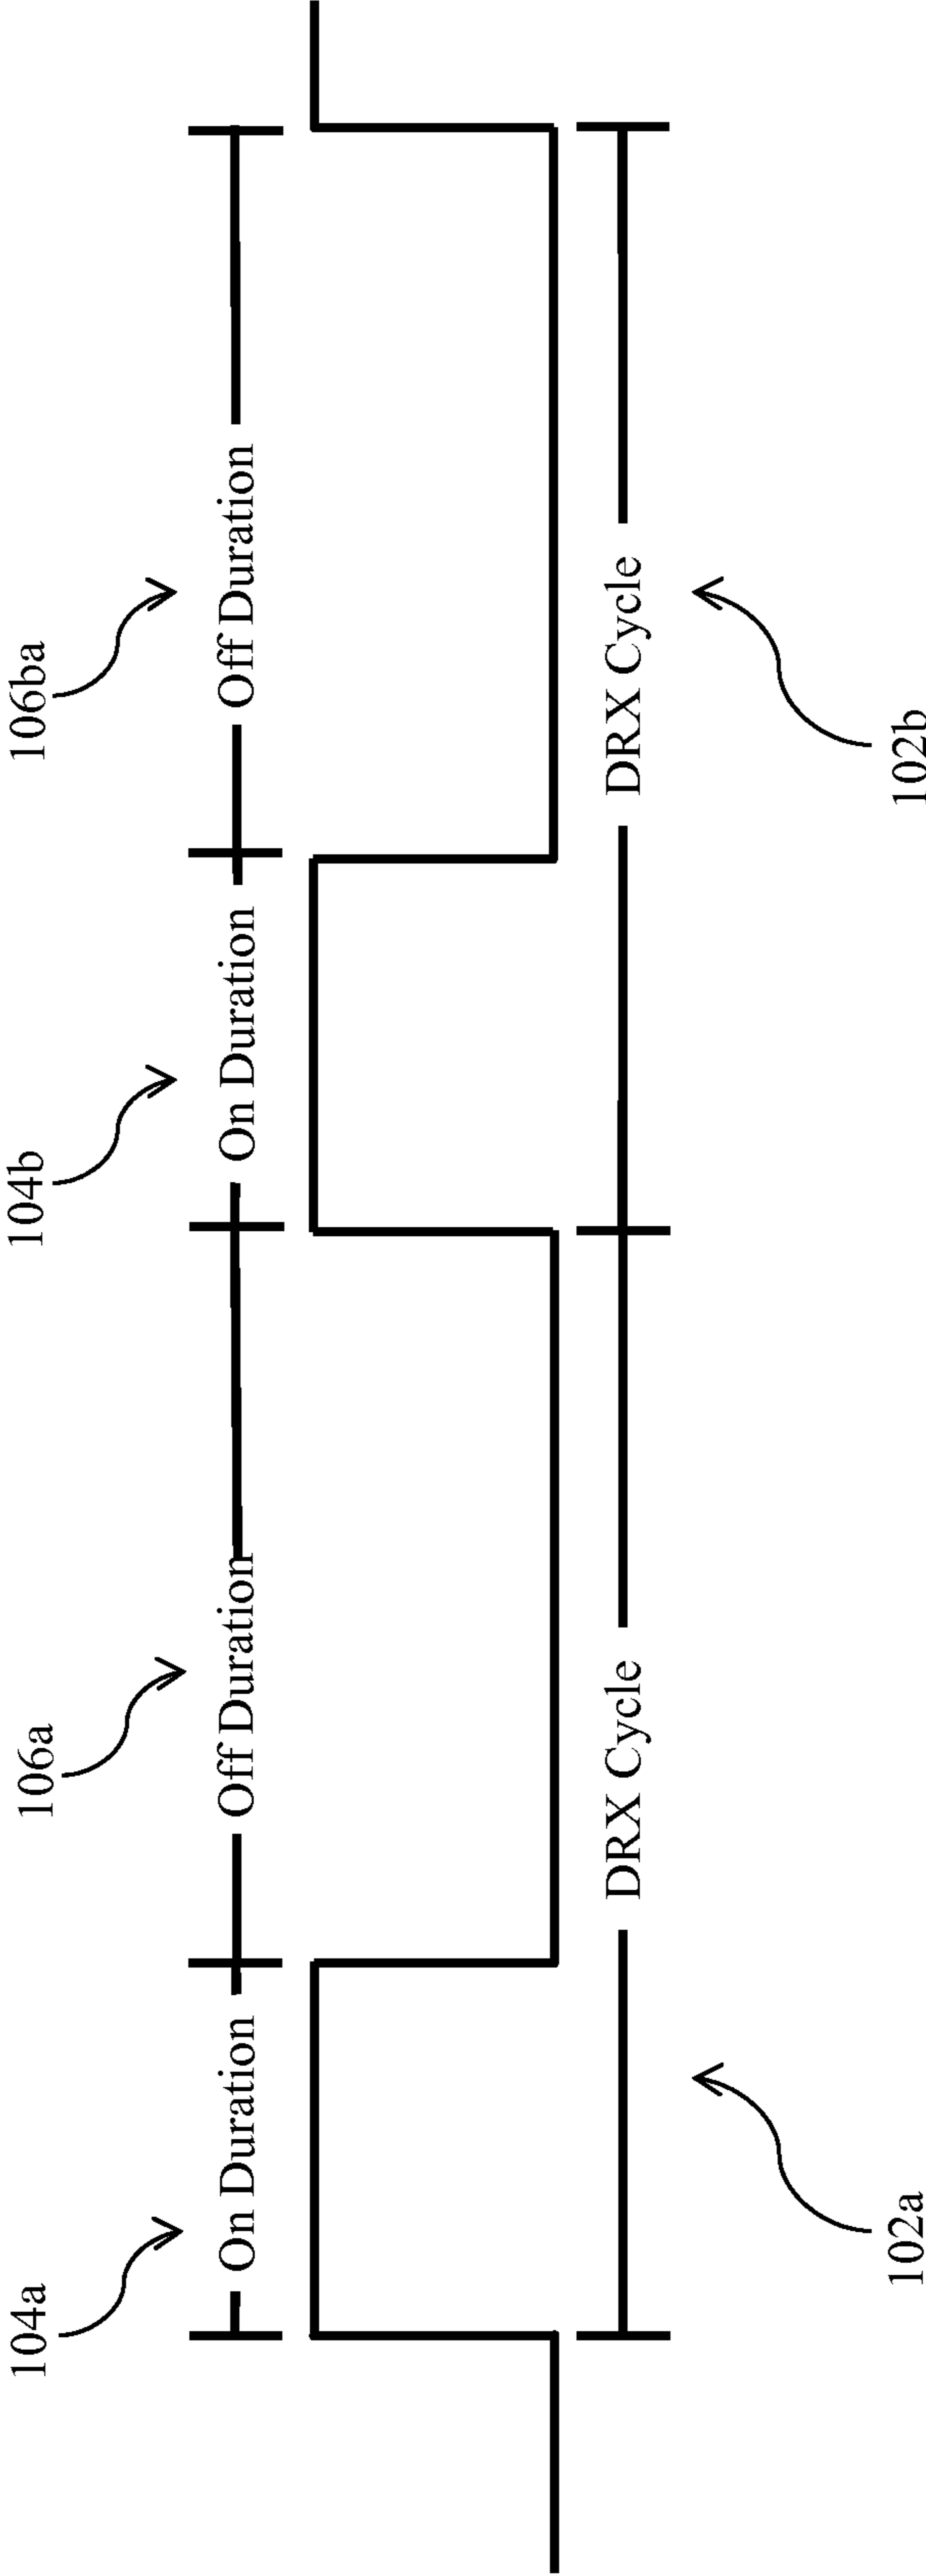 104a
106a
104b
106ba
On Duration
Off Duration
On Duration
Off Duration
DRX Cycle
DRX Cycle
102a
102b